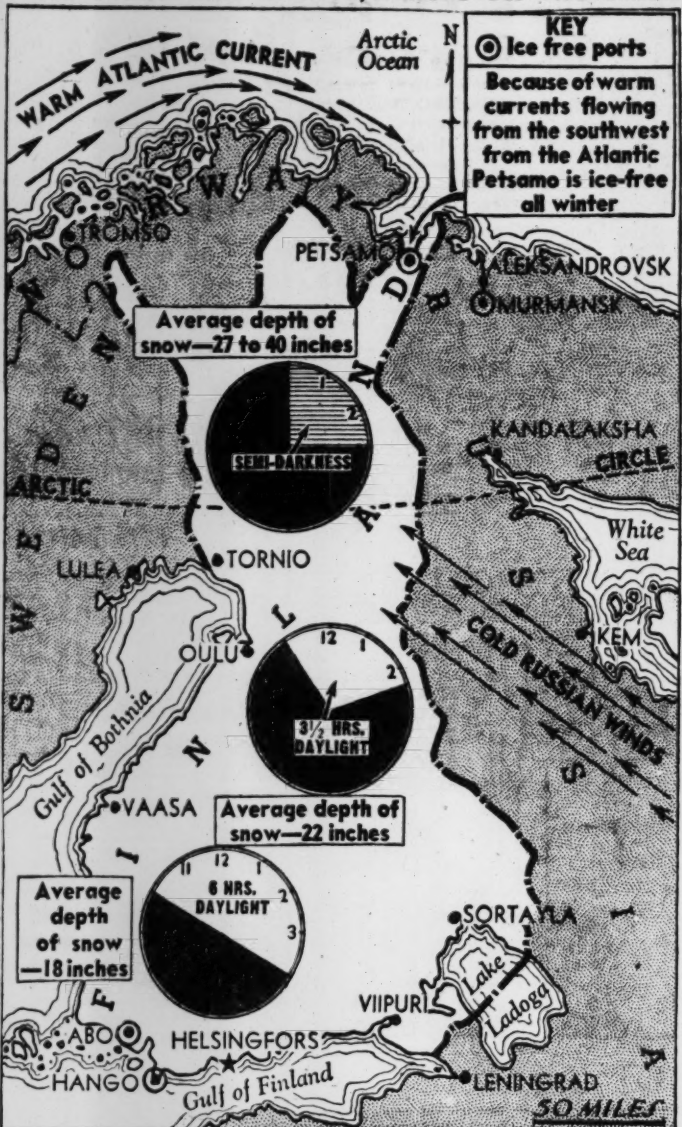 KEY
Ice free ports
Because of warm
currents flowing
from the southwest
from the Atlantic
Petsamo is ice-free
all winter
Arctic
Ocean
N
WARM ATLANTIC CURRENT
NORWAY
TROMSO
PETSAMO
ALEKSANDROVSK
MURMANSK
Average depth of
snow—27 to 40 inches
1
2
SEMI-DARKNESS
KANDALAKSHA
ARCTIC
CIRCLE
SWEDEN
FINLAND
RUSSIA
White
Sea
TORNIO
LULEA
KEM
OULU
COLD RUSSIAN WINDS
12
1
2
3½ HRS.
DAYLIGHT
Gulf of Bothnia
VAASA
Average depth of
snow—22 inches
11
12
1
2
3
6 HRS.
DAYLIGHT
Average
depth
of snow
—18 inches
SORTAYLA
Lake
Ladoga
VIIPURI
ABO
HELSINGFORS
HANGO
Gulf of Finland
LENINGRAD
50 MILES